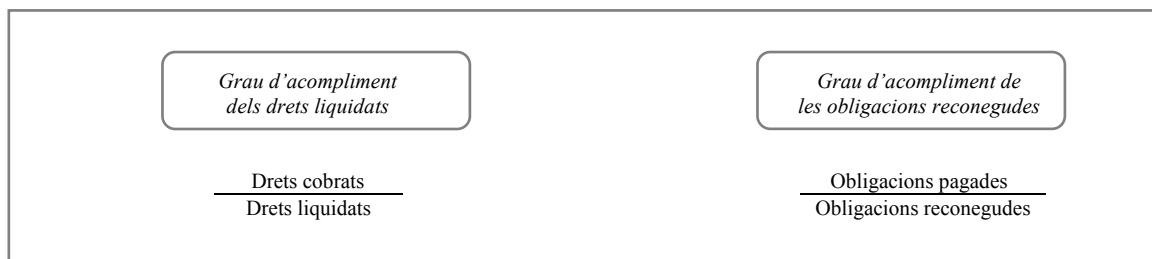 Grau d’acompliment
dels drets liquidats
Grau d’acompliment de
les obligacions reconegudes
Drets cobrats
Drets liquidats
Obligacions pagades
Obligacions reconegudes